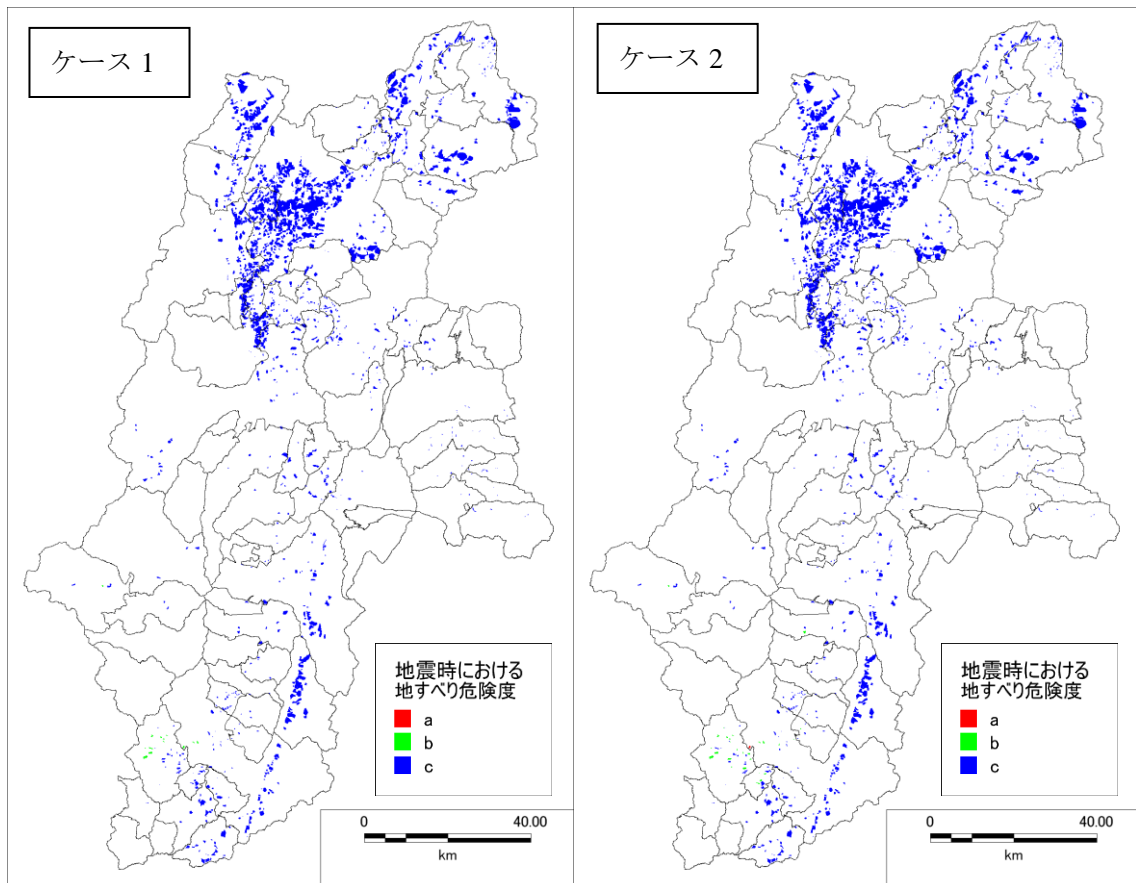 ケース 1
地震時における
地すべり危険度
a
b
c
0 40.00
km
ケース 2
地震時における
地すべり危険度
a
b
c
0 40.00
km